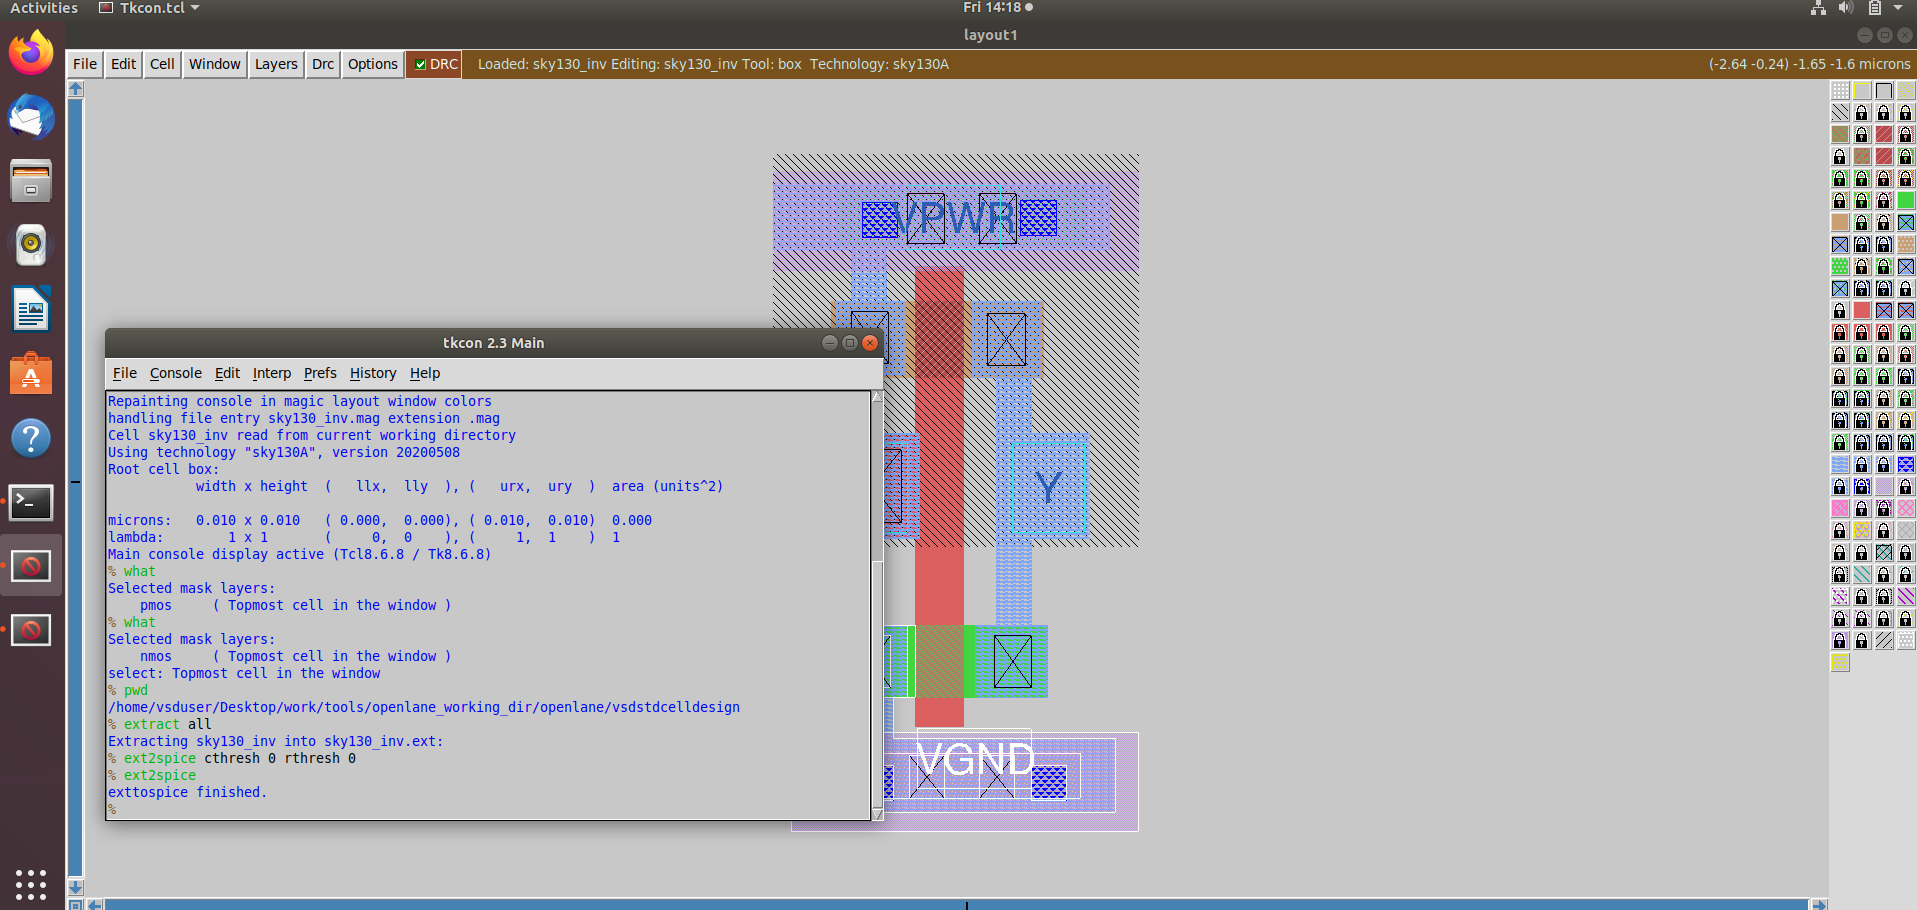 Activities Tkcon.tcl Fri 14:18
layout1
File Edit Cell Window Layers Drc Options DRC Loaded: sky130_inv Editing: sky130_inv Tool: box Technology: sky130A (-2.64 -0.24) -1.65 -1.6 microns
VPWR
tkcon 2.3 Main
File Console Edit Interp Prefs History Help
Repainting console in magic layout window colors
handling file entry sky130_inv.mag extension .mag
Cell sky130_inv read from current working directory
Using technology "sky130A", version 20200508
Root cell box:
width x height ( llx, lly ), ( urx, ury ) area (units^2)
microns: 0.010 x 0.010 ( 0.000, 0.000), ( 0.010, 0.010) 0.000
lambda: 1 x 1 ( 0, 0 ), ( 1, 1 ) 1
Main console display active (Tcl8.6.8 / Tk8.6.8)
% what
Selected mask layers:
pmos ( Topmost cell in the window )
% what
Selected mask layers:
nmos ( Topmost cell in the window )
select: Topmost cell in the window
% pwd
/home/vsduser/Desktop/work/tools/openlane_working_dir/openlane/vsdstdcelldesign
% extract all
Extracting sky130_inv into sky130_inv.ext:
% ext2spice cthresh 0 rthresh 0
% ext2spice
exttospice finished.
%
Y
VGND